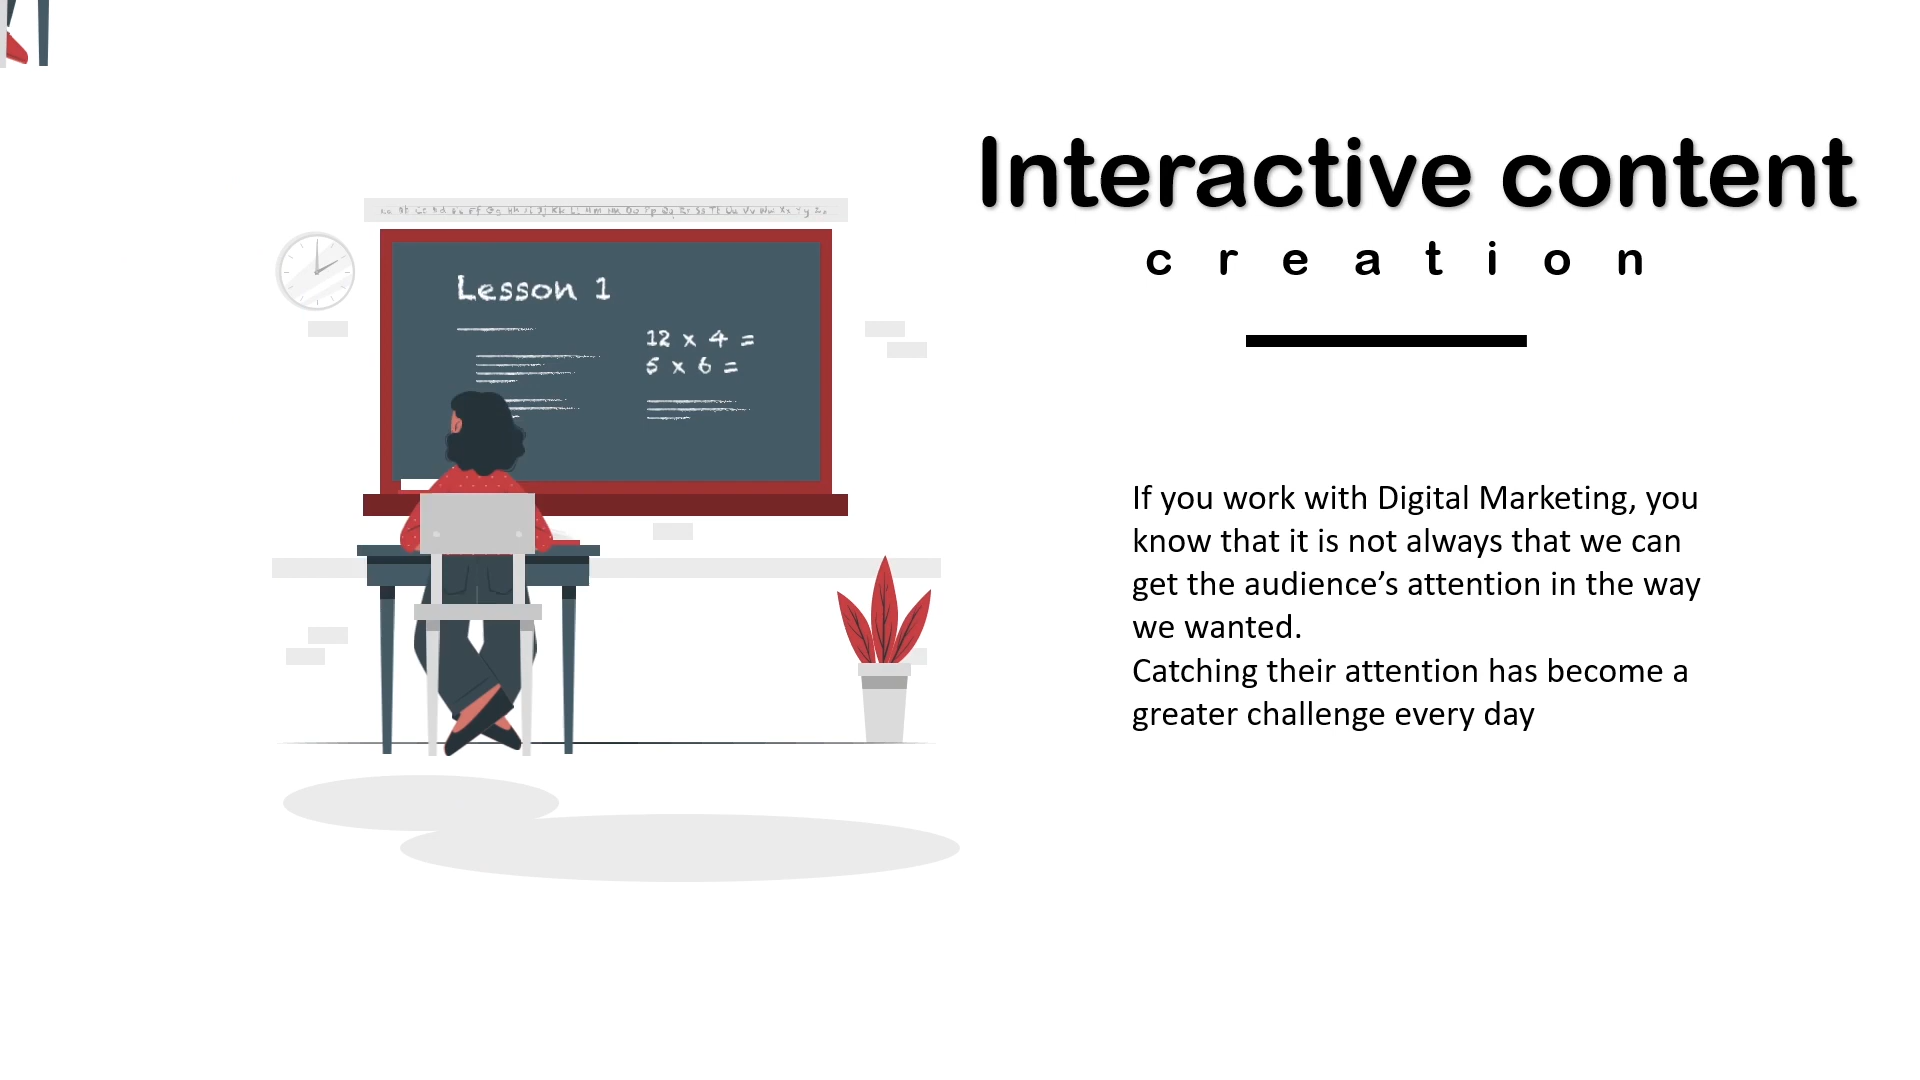 Interactive content
creation
Lesson 1
12 x 4 =
5 x 6 =
If you work with Digital Marketing, you
know that it is not always that we can
get the audience’s attention in the way
we wanted.
Catching their attention has become a
greater challenge every day